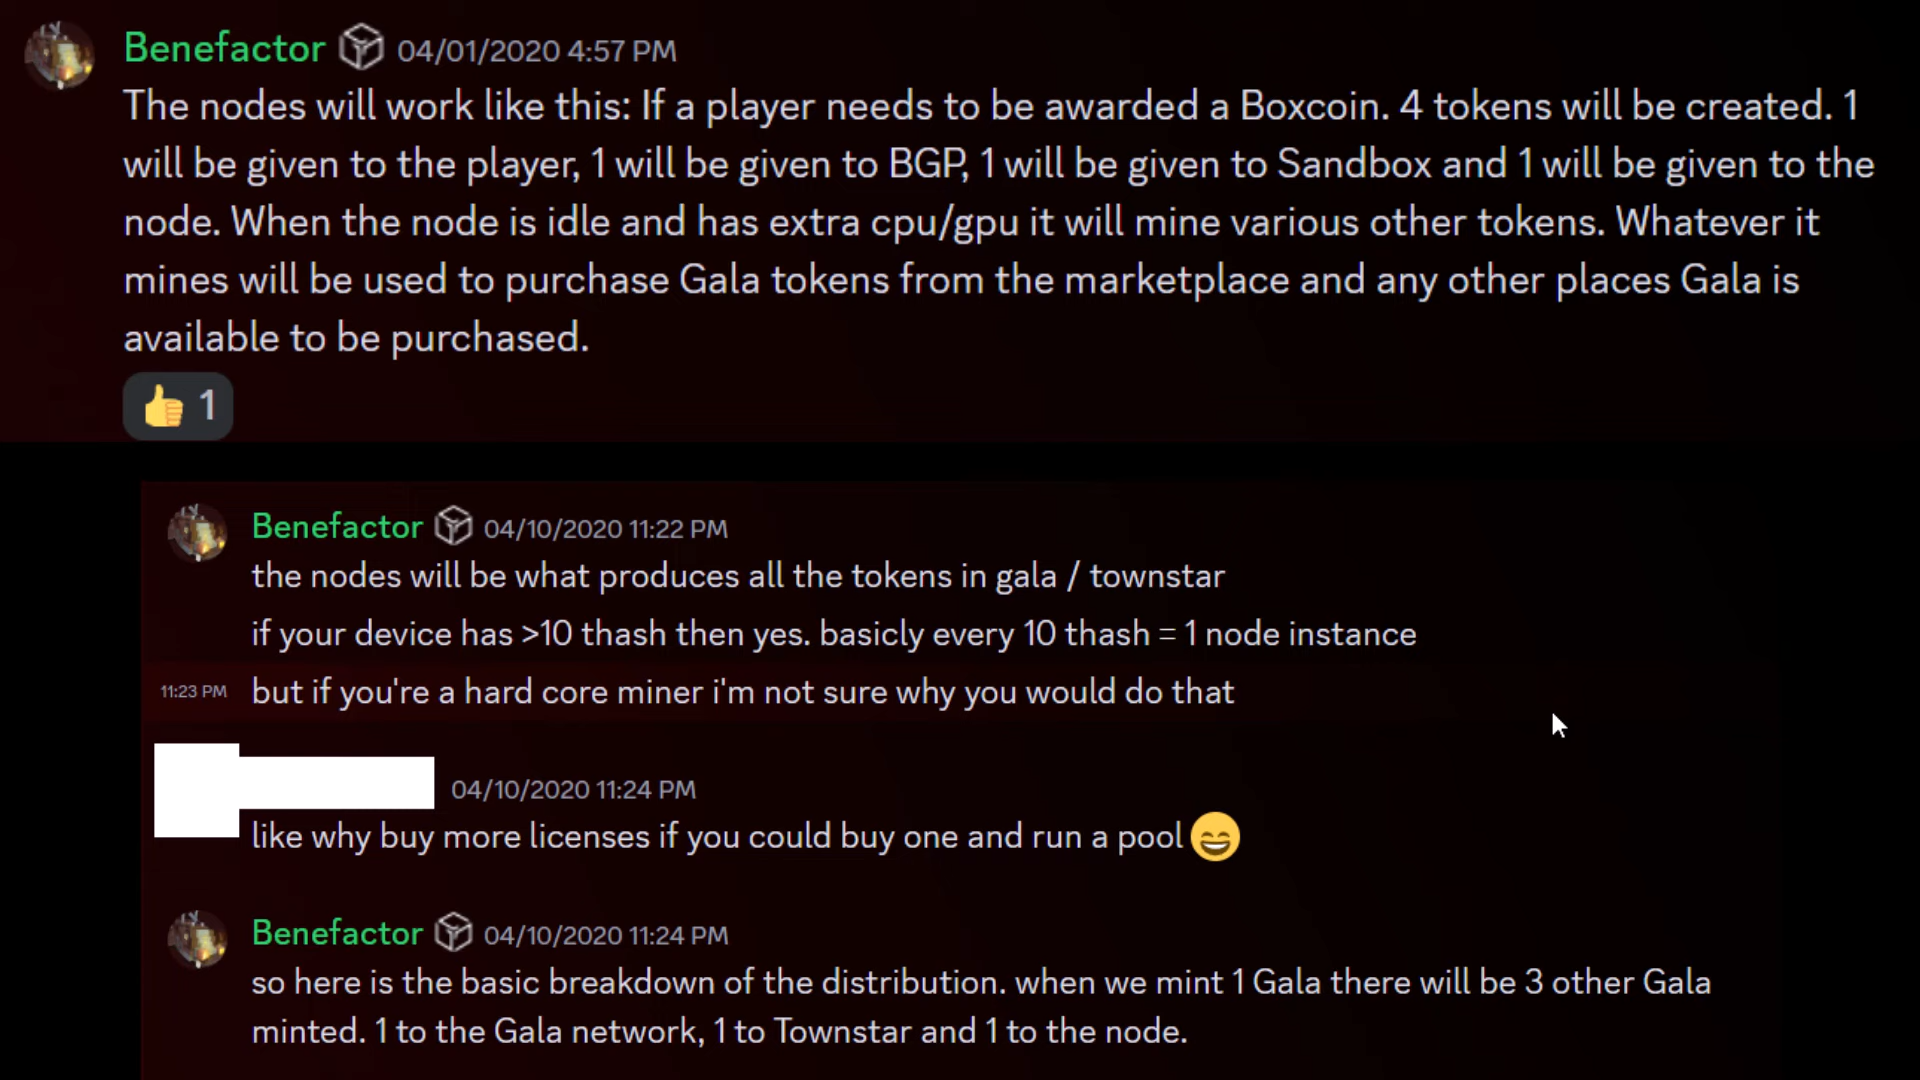 Benefactor 04/01/2020 4:57 PM
The nodes will work like this: If a player needs to be awarded a Boxcoin. 4 tokens will be created. 1
will be given to the player, 1 will be given to BGP, 1 will be given to Sandbox and 1 will be given to the
node. When the node is idle and has extra cpu/gpu it will mine various other tokens. Whatever it
mines will be used to purchase Gala tokens from the marketplace and any other places Gala is
available to be purchased.
👍 1
Benefactor 04/10/2020 11:22 PM
the nodes will be what produces all the tokens in gala / townstar
if your device has >10 thash then yes. basicly every 10 thash = 1 node instance
11:23 PM but if you're a hard core miner i'm not sure why you would do that
04/10/2020 11:24 PM
like why buy more licenses if you could buy one and run a pool 😄
Benefactor 04/10/2020 11:24 PM
so here is the basic breakdown of the distribution. when we mint 1 Gala there will be 3 other Gala
minted. 1 to the Gala network, 1 to Townstar and 1 to the node.